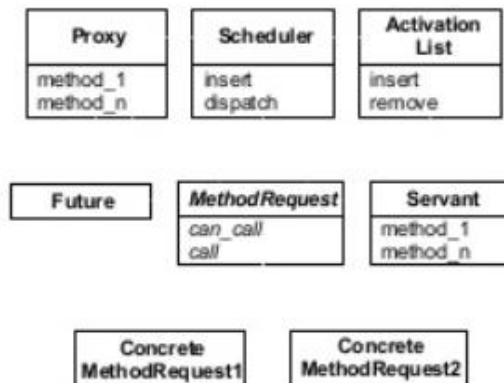 Proxy
method_1
method_n
Scheduler
insert
dispatch
Activation
List
insert
remove
Future
MethodRequest
can_call
call
Servant
method_1
method_n
Concrete
MethodRequest1
Concrete
MethodRequest2